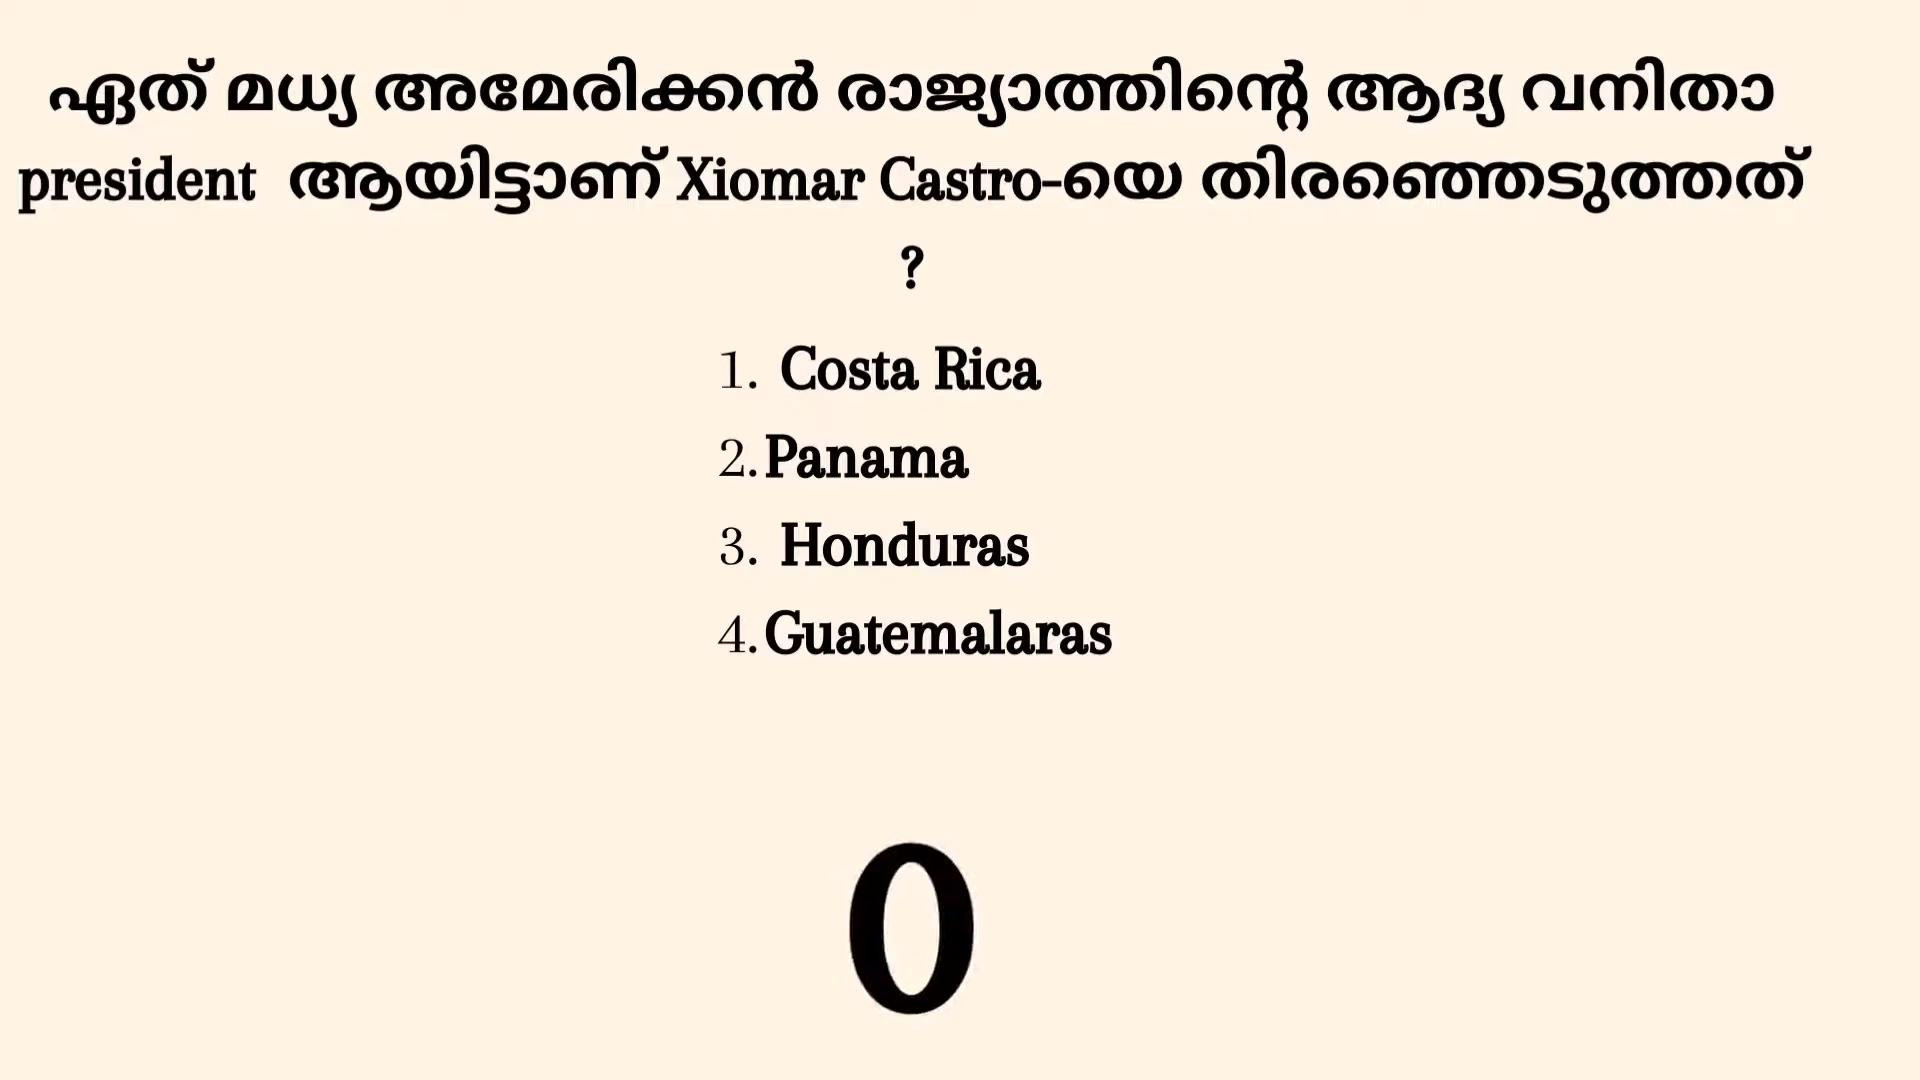 ഏത് മധ്യ അമേരിക്കൻ രാജ്യാത്തിന്റെ ആദ്യ വനിതാ
president ആയിട്ടാണ് Xiomar Castro-യെ തിരഞ്ഞെടുത്തത്
?
1. Costa Rica
2. Panama
3. Honduras
4. Guatemalaras
0